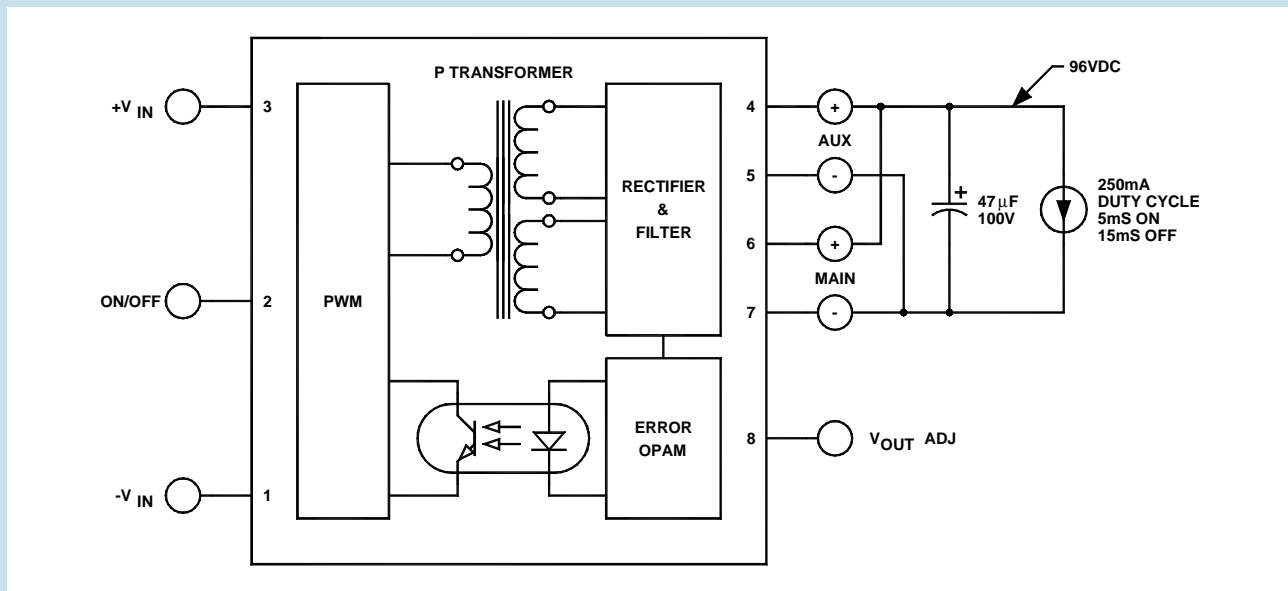 P TRANSFORMER
96VDC
+V IN
3
4
+
AUX
5
-
RECTIFIER
&
FILTER
+
47µF
100V
250mA
DUTY CYCLE
5mS ON
15mS OFF
6
+
MAIN
ON/OFF
2
PWM
7
-
ERROR
OPAM
8
VOUT ADJ
-V IN
1